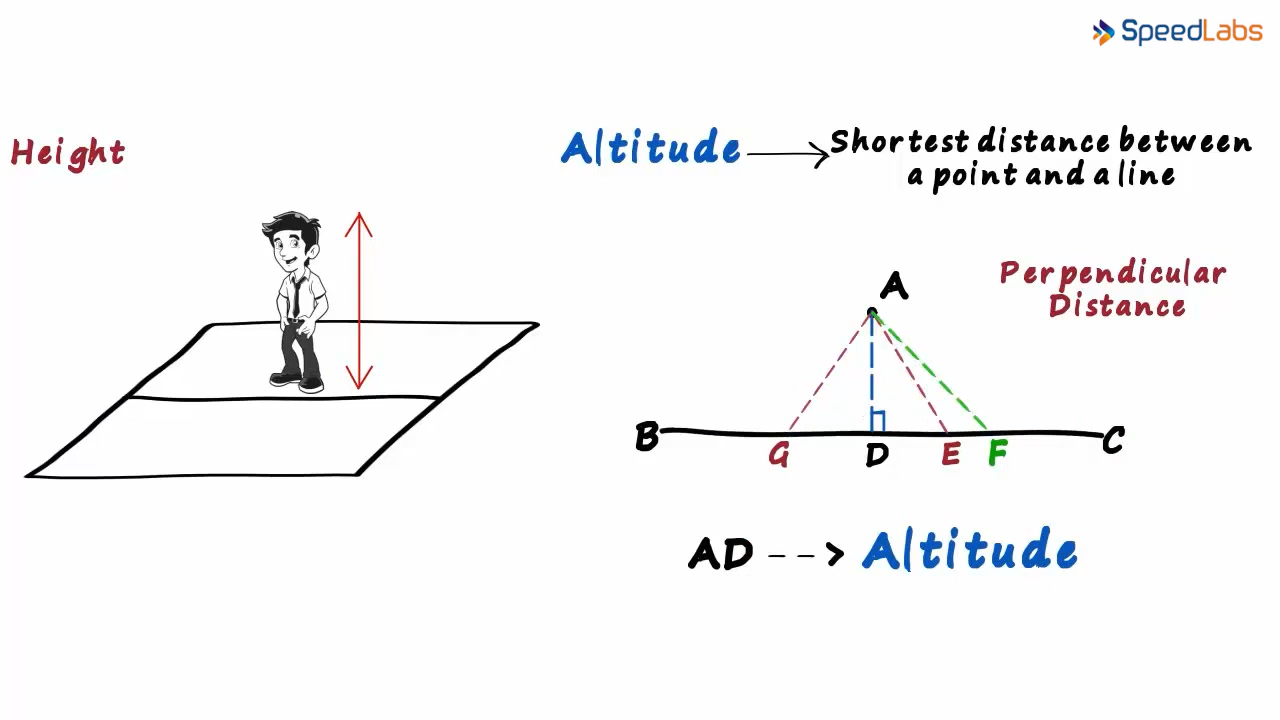 SpeedLabs
Height
Altitude
Shortest distance between
a point and a line
Perpendicular
Distance
A
B
C
G
D
E
F
AD --> Altitude